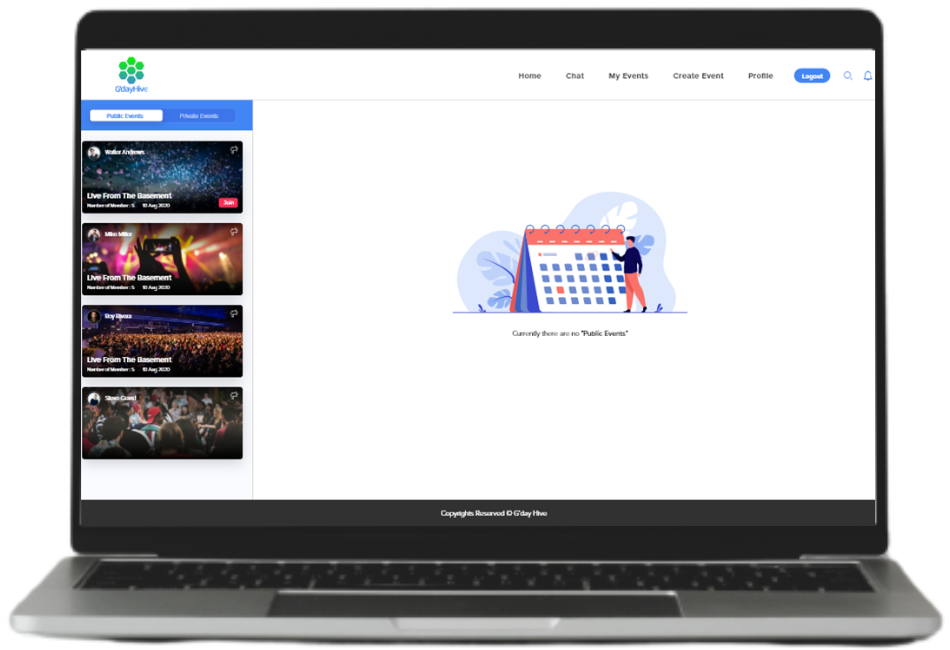 Home Chat My Events Create Event Profile Logout
G'dayHive
Public Events Private Events
Walter Andrews
Live From The Basement
Number of Member : 5 10 Aug 2020
Join
Mike Miller
Live From The Basement
Number of Member : 5 10 Aug 2020
Roy Rivera
Live From The Basement
Number of Member : 5 10 Aug 2020
Steve
Currently there are no "Public Events"
Copyrights Reserved © G'day Hive